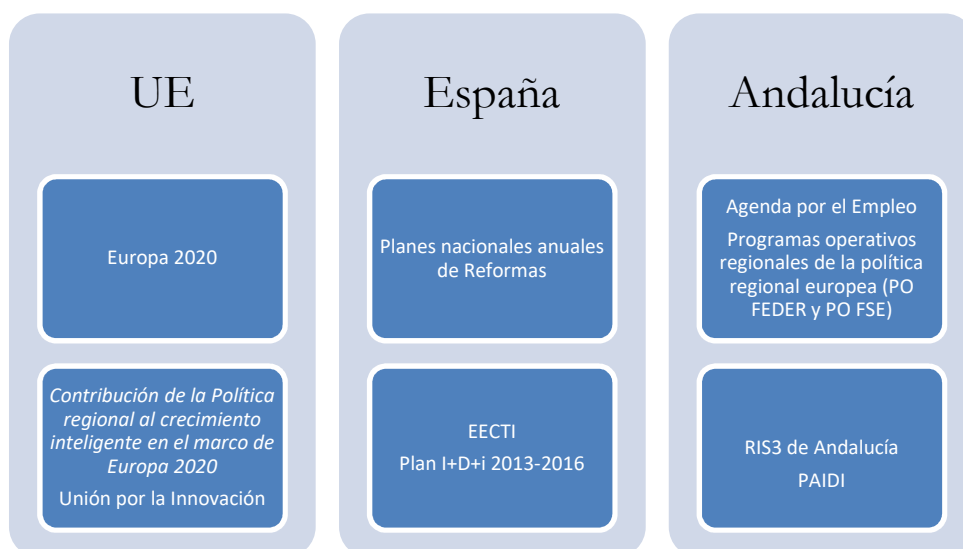 UE
Europa 2020
Contribución de la Política
regional al crecimiento
inteligente en el marco de
Europa 2020
Unión por la Innovación
España
Planes nacionales anuales
de Reformas
EECTI
Plan I+D+i 2013-2016
Andalucía
Agenda por el Empleo
Programas operativos
regionales de la política
regional europea (PO
FEDER y PO FSE)
RIS3 de Andalucía
PAIDI